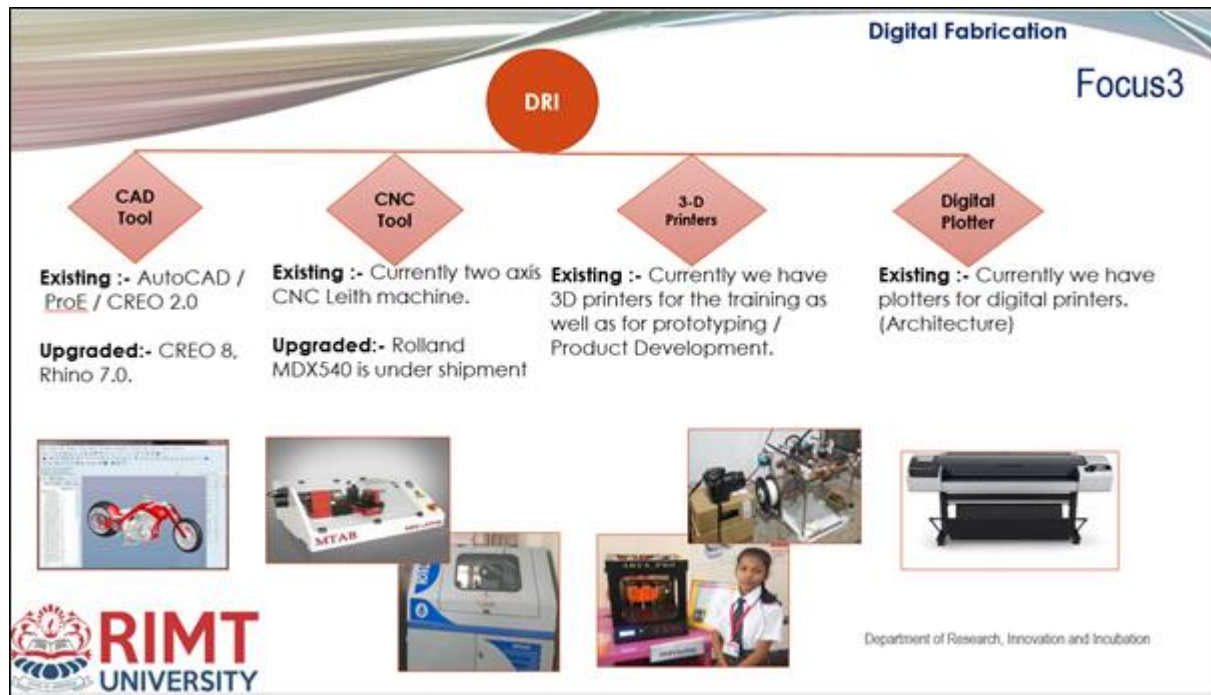 Digital Fabrication
Focus3
DRI
CAD
Tool
CNC
Tool
3-D
Printers
Digital
Plotter
Existing :- AutoCAD /
ProE / CREO 2.0
Upgraded:- CREO 8,
Rhino 7.0.
Existing :- Currently two axis
CNC Leith machine.
Upgraded:- Rolland
MDX540 is under shipment
Existing :- Currently we have
3D printers for the training as
well as for prototyping /
Product Development.
Existing :- Currently we have
plotters for digital printers.
(Architecture)
MTAB
RIMT
UNIVERSITY
Department of Research, Innovation and Incubation